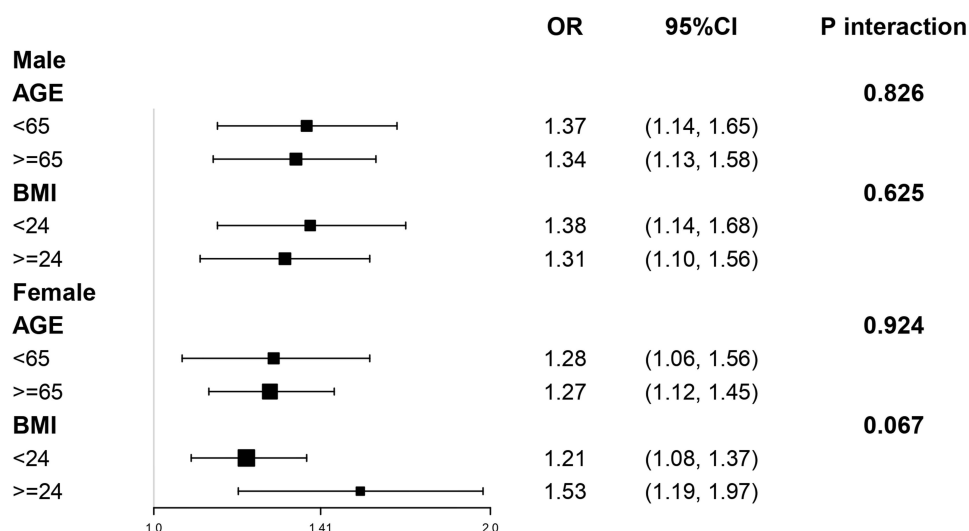 OR 95%CI P interaction
Male
AGE 0.826
<65 1.37 (1.14, 1.65)
>=65 1.34 (1.13, 1.58)
BMI 0.625
<24 1.38 (1.14, 1.68)
>=24 1.31 (1.10, 1.56)
Female
AGE 0.924
<65 1.28 (1.06, 1.56)
>=65 1.27 (1.12, 1.45)
BMI 0.067
<24 1.21 (1.08, 1.37)
>=24 1.53 (1.19, 1.97)
1.0 1.41 2.0